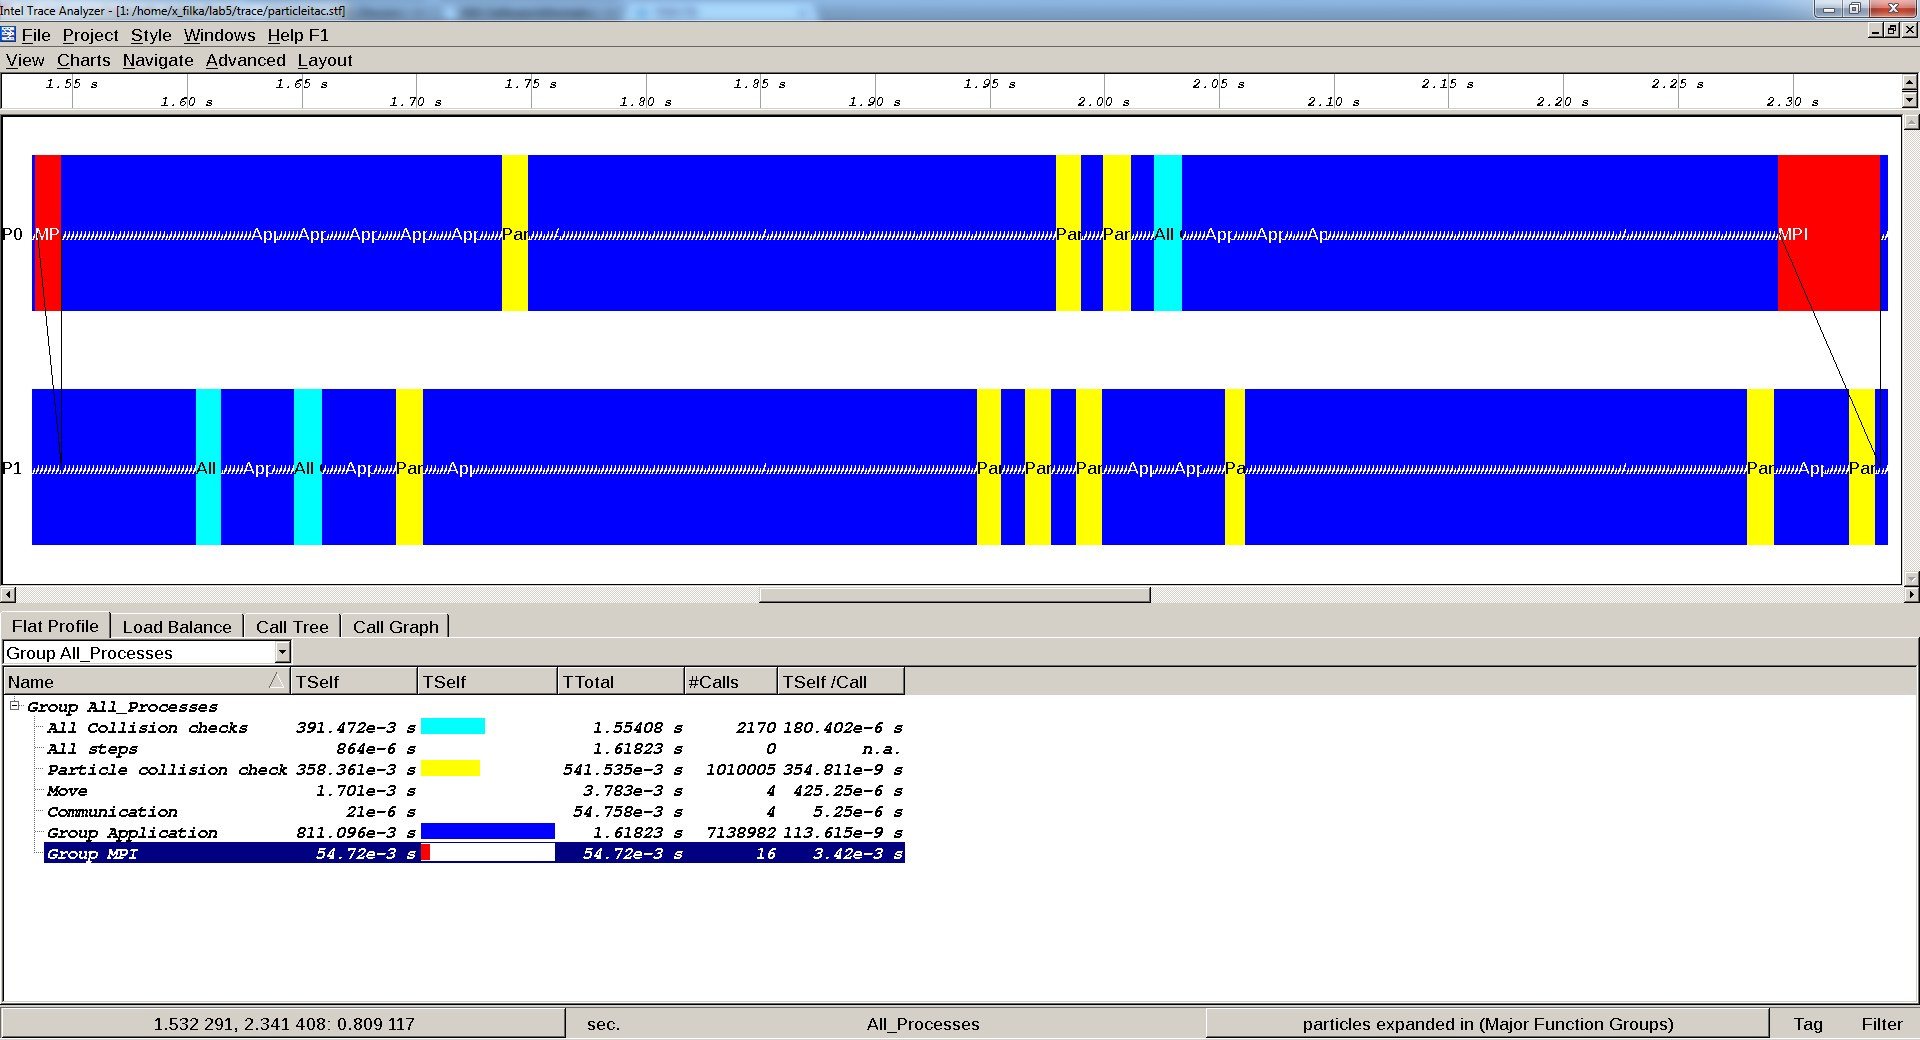 Intel Trace Analyzer - [1: /home/x_filka/lab5/trace/particleitac.stf]
File Project Style Windows Help F1
View Charts Navigate Advanced Layout
1.55 s 1.65 s 1.75 s 1.85 s 1.95 s 2.05 s 2.15 s 2.25 s
1.60 s 1.70 s 1.80 s 1.90 s 2.00 s 2.10 s 2.20 s 2.30 s
P0 MP App App App App App Par Par Par All App App Ap MPI
P1 All App All App Par App Par Par Par App App Pa Par App Par
Flat Profile Load Balance Call Tree Call Graph
Group All_Processes
Name TSelf TSelf TTotal #Calls TSelf /Call
Group All_Processes
All Collision checks 391.472e-3 s 1.55408 s 2170 180.402e-6 s
All steps 864e-6 s 1.61823 s 0 n.a.
Particle collision check 358.361e-3 s 541.535e-3 s 1010005 354.811e-9 s
Move 1.701e-3 s 3.783e-3 s 4 425.25e-6 s
Communication 21e-6 s 54.758e-3 s 4 5.25e-6 s
Group Application 811.096e-3 s 1.61823 s 7138982 113.615e-9 s
Group MPI 54.72e-3 s 54.72e-3 s 16 3.42e-3 s
1.532 291, 2.341 408: 0.809 117 sec. All_Processes particles expanded in (Major Function Groups) Tag Filter